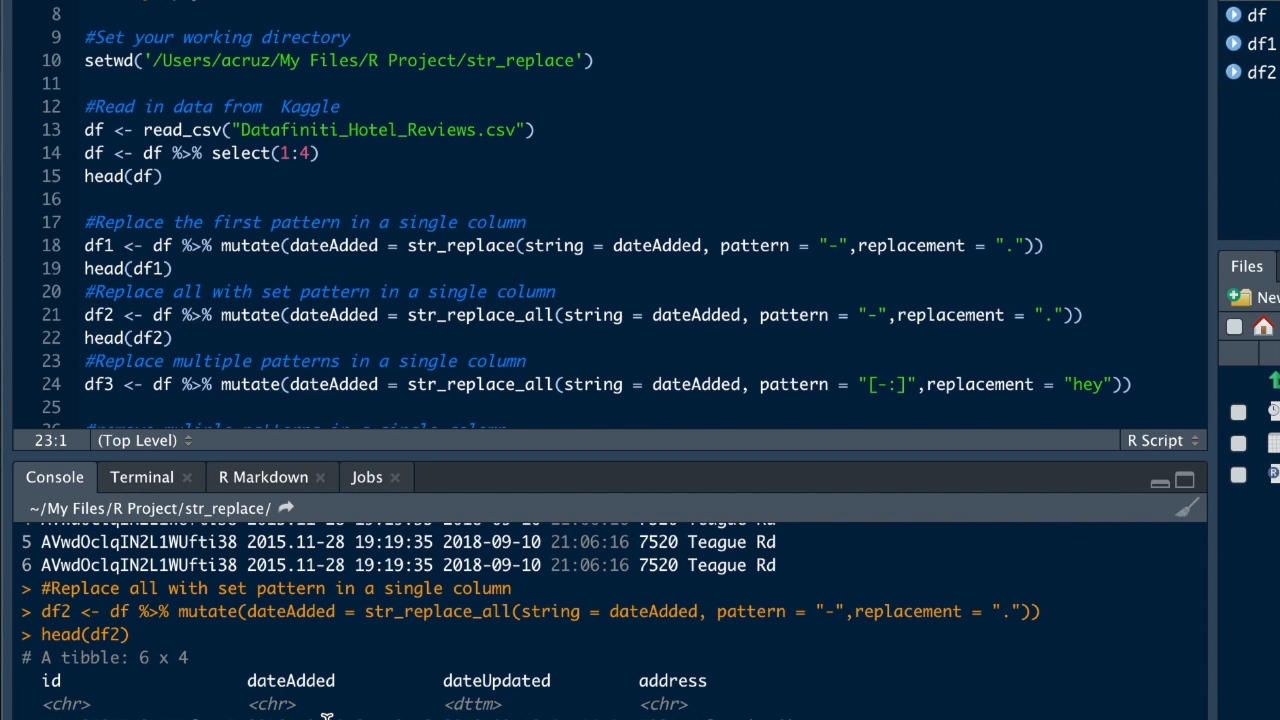 8
9 #Set your working directory
10 setwd('/Users/acruz/My Files/R Project/str_replace')
11
12 #Read in data from  Kaggle
13 df <- read_csv("Datafiniti_Hotel_Reviews.csv")
14 df <- df %>% select(1:4)
15 head(df)
16
17 #Replace the first pattern in a single column
18 df1 <- df %>% mutate(dateAdded = str_replace(string = dateAdded, pattern = "-",replacement = "."))
19 head(df1)
20 #Replace all with set pattern in a single column
21 df2 <- df %>% mutate(dateAdded = str_replace_all(string = dateAdded, pattern = "-",replacement = "."))
22 head(df2)
23 #Replace multiple patterns in a single column
24 df3 <- df %>% mutate(dateAdded = str_replace_all(string = dateAdded, pattern = "[-:]",replacement = "hey"))
25
23:1 (Top Level) R Script
Console Terminal R Markdown Jobs
~/My Files/R Project/str_replace/
5 AVwdOclqIN2L1WUfti38 2015.11-28 19:19:35 2018-09-10 21:06:16 7520 Teague Rd
6 AVwdOclqIN2L1WUfti38 2015.11-28 19:19:35 2018-09-10 21:06:16 7520 Teague Rd
> #Replace all with set pattern in a single column
> df2 <- df %>% mutate(dateAdded = str_replace_all(string = dateAdded, pattern = "-",replacement = "."))
> head(df2)
# A tibble: 6 x 4
id dateAdded dateUpdated address
<chr> <chr> <dttm> <chr>
df
df1
df2
Files